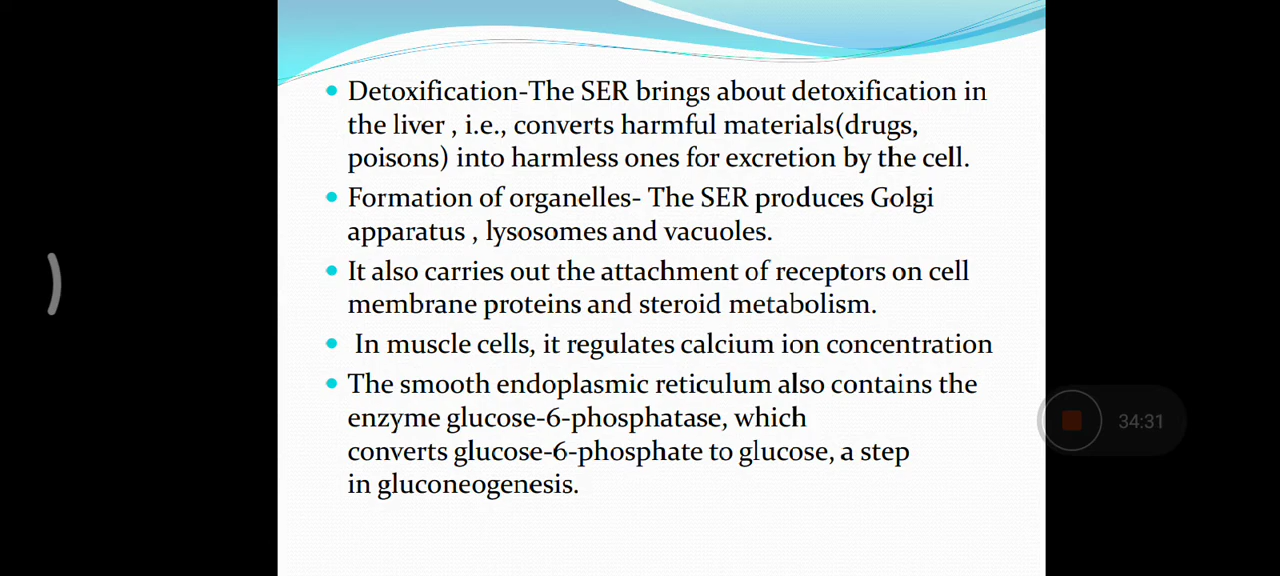 Detoxification-The SER brings about detoxification in
the liver , i.e., converts harmful materials(drugs,
poisons) into harmless ones for excretion by the cell.
Formation of organelles- The SER produces Golgi
apparatus , lysosomes and vacuoles.
It also carries out the attachment of receptors on cell
membrane proteins and steroid metabolism.
In muscle cells, it regulates calcium ion concentration
The smooth endoplasmic reticulum also contains the
enzyme glucose-6-phosphatase, which
converts glucose-6-phosphate to glucose, a step
in gluconeogenesis.
34:31